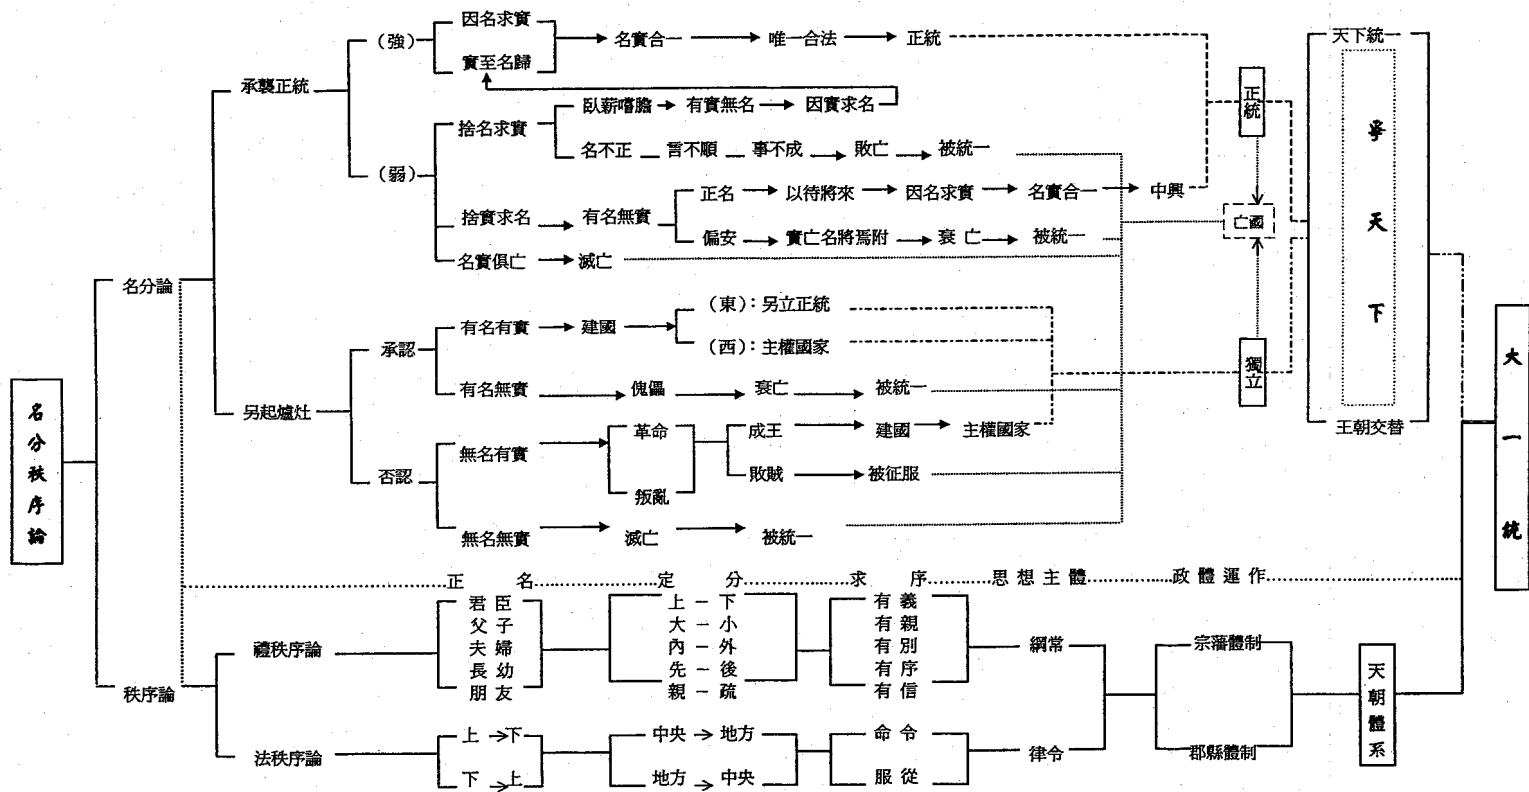 名分秩序論
名分論
承襲正統
（強）
因名求實
實至名歸
名實合一
唯一合法
正統
（弱）
捨名求實
臥薪嚐膽
有實無名
因實求名
名不正
言不順
事不成
敗亡
被統一
捨實求名
有名無實
正名
以待將來
因名求實
名實合一
中興
偏安
實亡名將焉附
衰亡
被統一
名實俱亡
滅亡
另起爐灶
承認
有名有實
建國
（東）：另立正統
（西）：主權國家
有名無實
傀儡
衰亡
被統一
否認
無名有實
革命
叛亂
成王
建國
主權國家
敗賊
被征服
無名無實
滅亡
被統一
正統
亡國
獨立
天下統一
爭天下
王朝交替
大一統
正名
定分
求序
思想主體
政體運作
秩序論
禮秩序論
君臣
父子
夫婦
長幼
朋友
上－下
大－小
內－外
先－後
親－疏
有義
有親
有別
有序
有信
綱常
宗藩體制
法秩序論
上→下
下→上
中央→地方
地方→中央
命令
服從
律令
郡縣體制
天朝體系